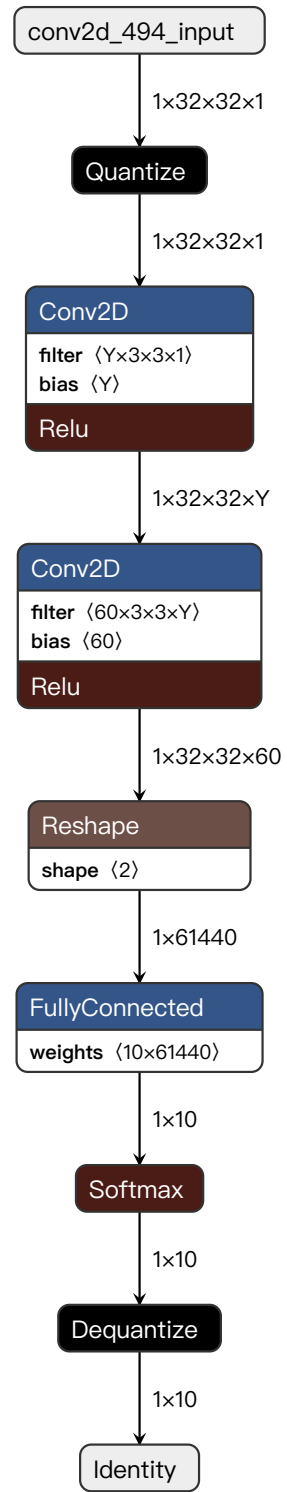 conv2d_494_input
1×32×32×1
Quantize
1×32×32×1
Conv2D
filter ⟨Y×3×3×1⟩
bias ⟨Y⟩
Relu
1×32×32×Y
Conv2D
filter ⟨60×3×3×Y⟩
bias ⟨60⟩
Relu
1×32×32×60
Reshape
shape ⟨2⟩
1×61440
FullyConnected
weights ⟨10×61440⟩
1×10
Softmax
1×10
Dequantize
1×10
Identity